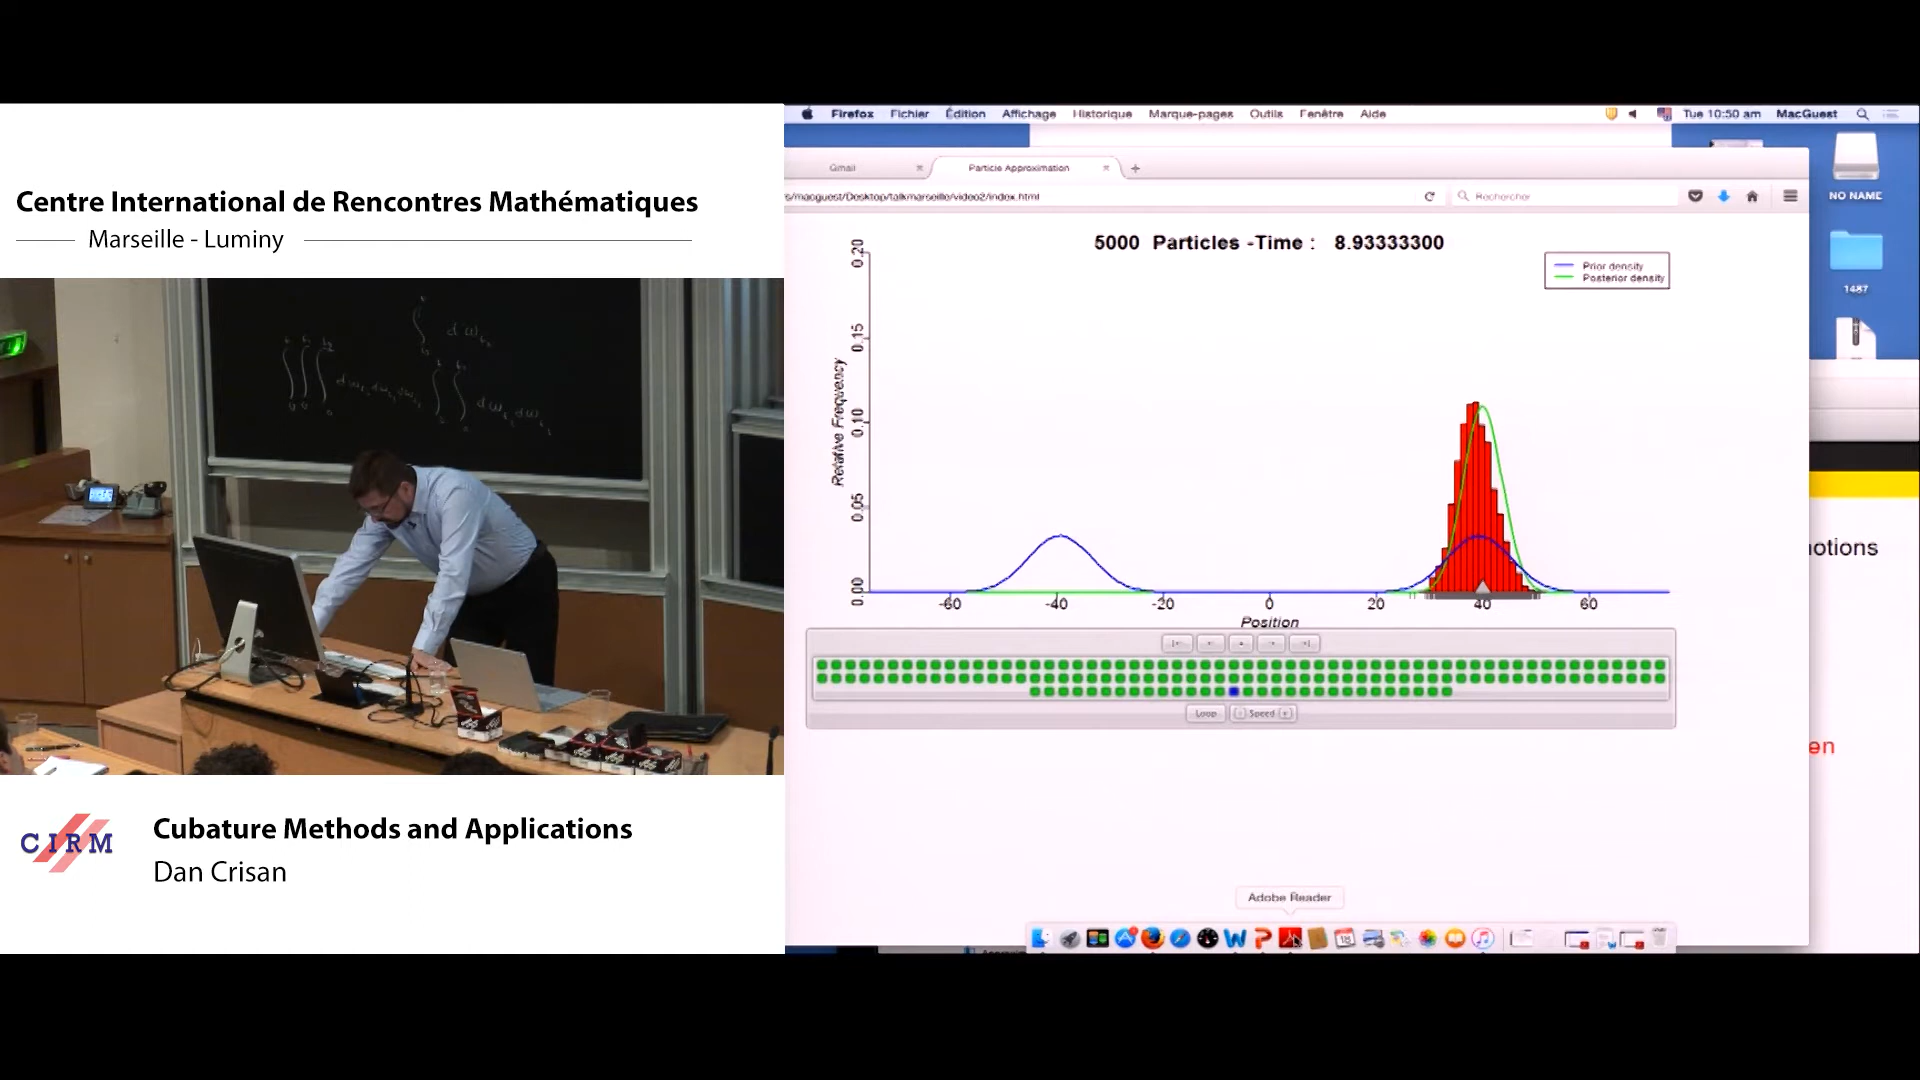 Centre International de Rencontres Mathématiques
Marseille - Luminy
CIRM
Cubature Methods and Applications
Dan Crisan
Firefox Fichier Édition Affichage Historique Marque-pages Outils Fenêtre Aide
Tue 10:50 am MacGuest
Gmail
Particle Approximation
s/macguest/Desktop/talkmarseille/video2/index.html
Rechercher
NO NAME
1487
5000 Particles -Time : 8.93333300
Prior density
Posterior density
Relative Frequency
0.20
0.15
0.10
0.05
0.00
-60 -40 -20 0 20 40 60
Position
Loop
Speed
otions
en
Adobe Reader